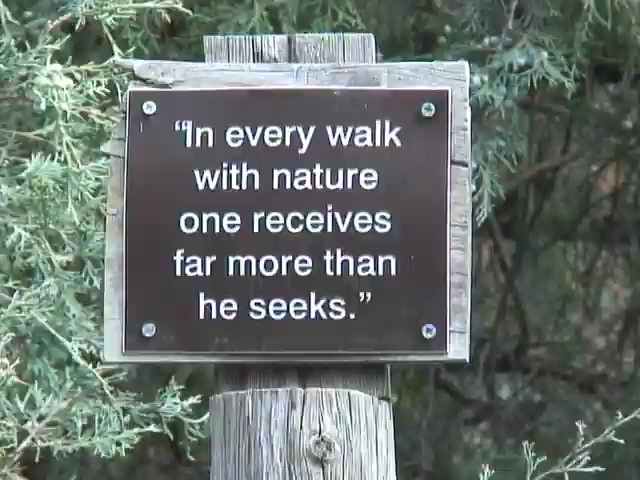 “In every walk
with nature
one receives
far more than
he seeks.”